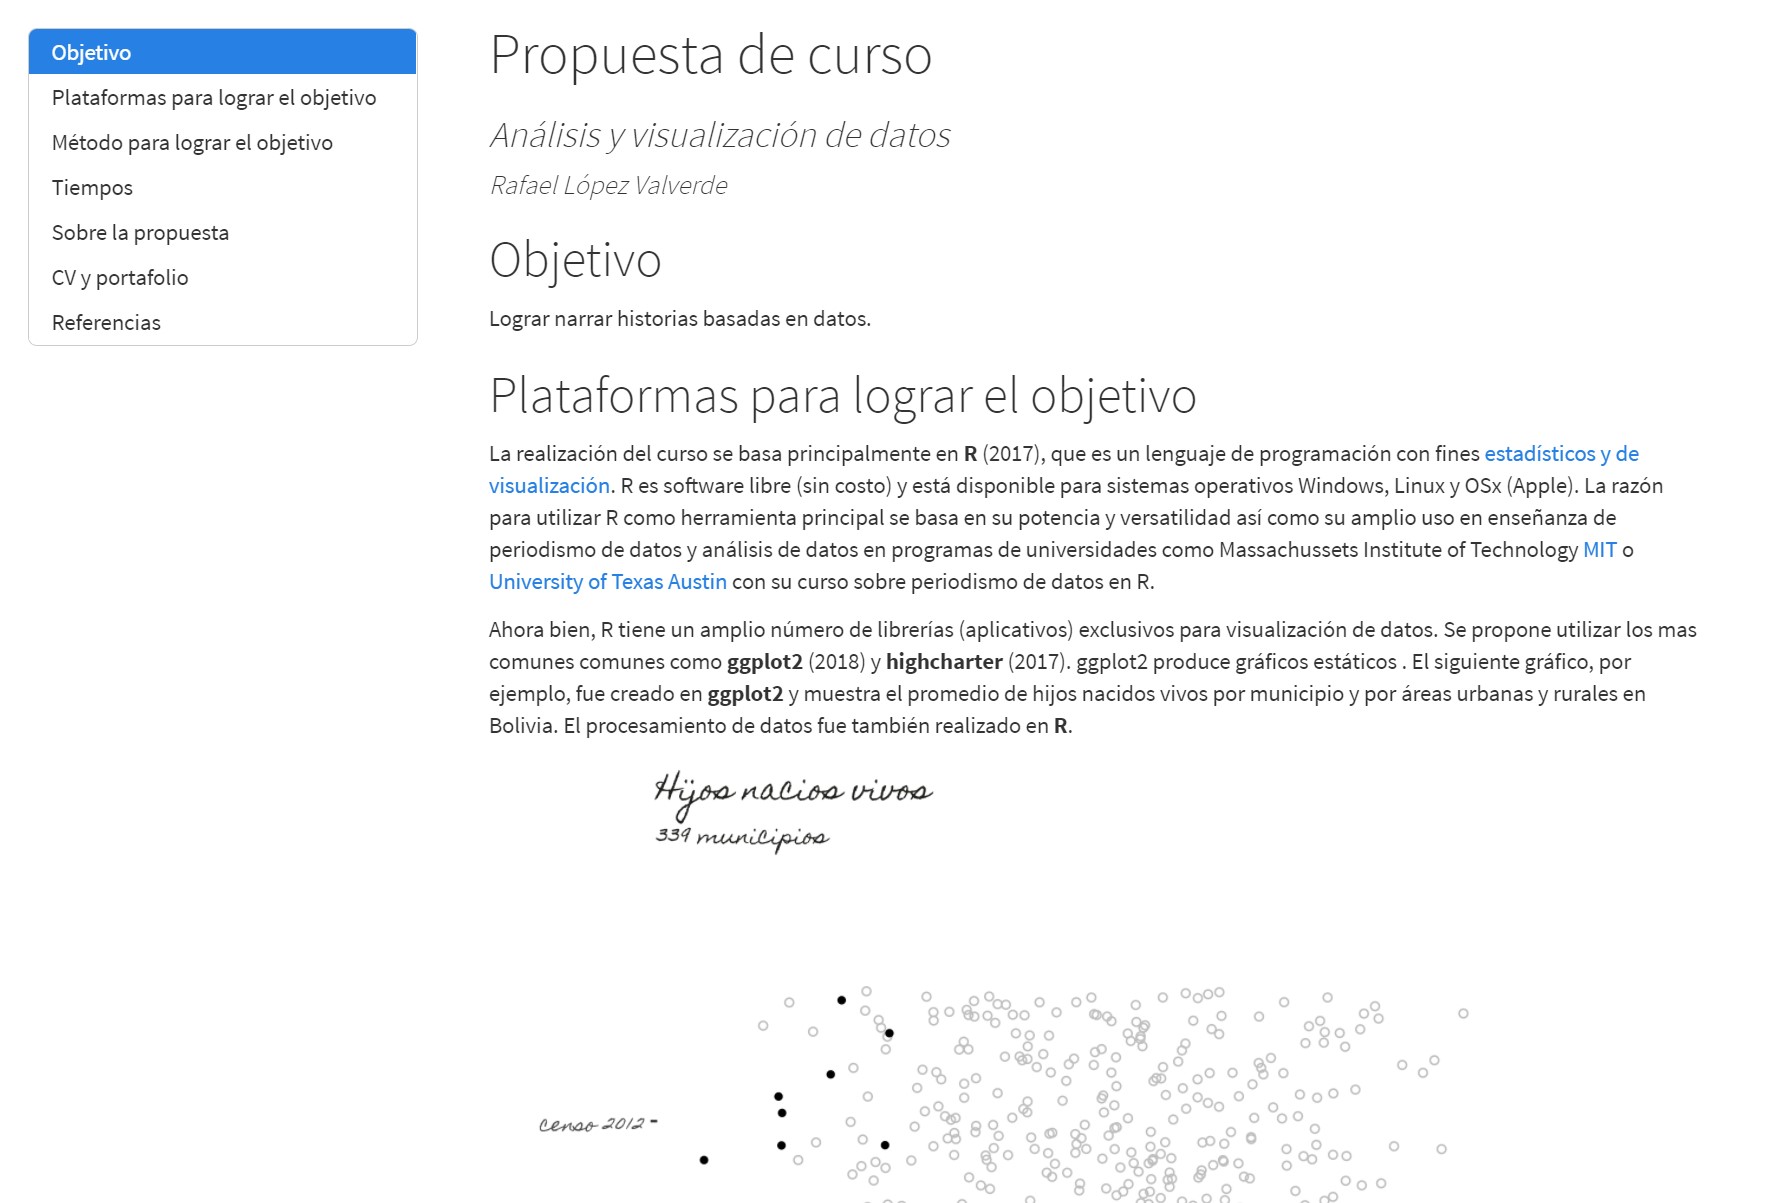 Objetivo
Plataformas para lograr el objetivo
Método para lograr el objetivo
Tiempos
Sobre la propuesta
CV y portafolio
Referencias
Propuesta de curso
Análisis y visualización de datos
Rafael López Valverde
Objetivo
Lograr narrar historias basadas en datos.
Plataformas para lograr el objetivo
La realización del curso se basa principalmente en R (2017), que es un lenguaje de programación con fines estadísticos y de
visualización. R es software libre (sin costo) y está disponible para sistemas operativos Windows, Linux y OSx (Apple). La razón
para utilizar R como herramienta principal se basa en su potencia y versatilidad así como su amplio uso en enseñanza de
periodismo de datos y análisis de datos en programas de universidades como Massachussets Institute of Technology MIT o
University of Texas Austin con su curso sobre periodismo de datos en R.
Ahora bien, R tiene un amplio número de librerías (aplicativos) exclusivos para visualización de datos. Se propone utilizar los mas
comunes comunes como ggplot2 (2018) y highcharter (2017). ggplot2 produce gráficos estáticos . El siguiente gráfico, por
ejemplo, fue creado en ggplot2 y muestra el promedio de hijos nacidos vivos por municipio y por áreas urbanas y rurales en
Bolivia. El procesamiento de datos fue también realizado en R.
Hijos nacios vivos
339 municipios
censo 2012